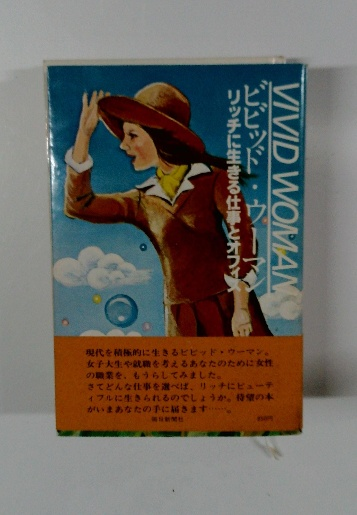 VIVID WOMAN
ビビッド・ウーマン
リッチに生きる仕事とオフィス
現代を積極的に生きるビビッド・ウーマン。
女子大生や就職を考えるあなたのために女性
の職業を、もうらしてみました。
さてどんな仕事を選べば、リッチにビューテ
ィフルに生きられるのでしょうか。待望の本
がいまあなたの手に届きます……。